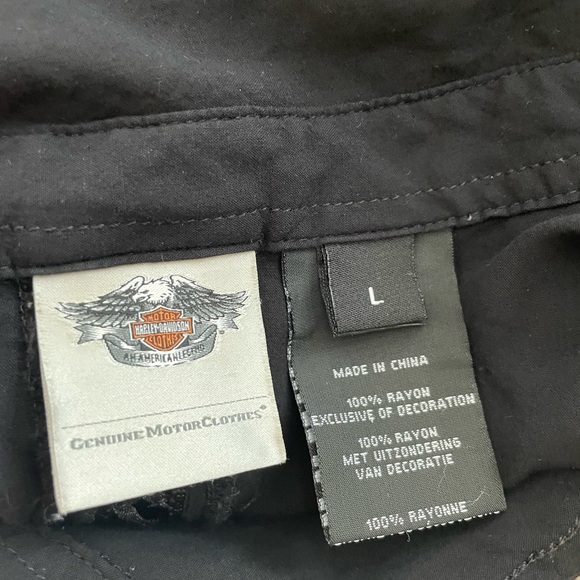 MOTOR
HARLEY-DAVIDSON
CLOTHES
AN AMERICAN LEGEND
GENUINE MOTORCLOTHES®
L
MADE IN CHINA
100% RAYON
EXCLUSIVE OF DECORATION
100% RAYON
MET UITZONDERING
VAN DECORATIE
100% RAYONNE